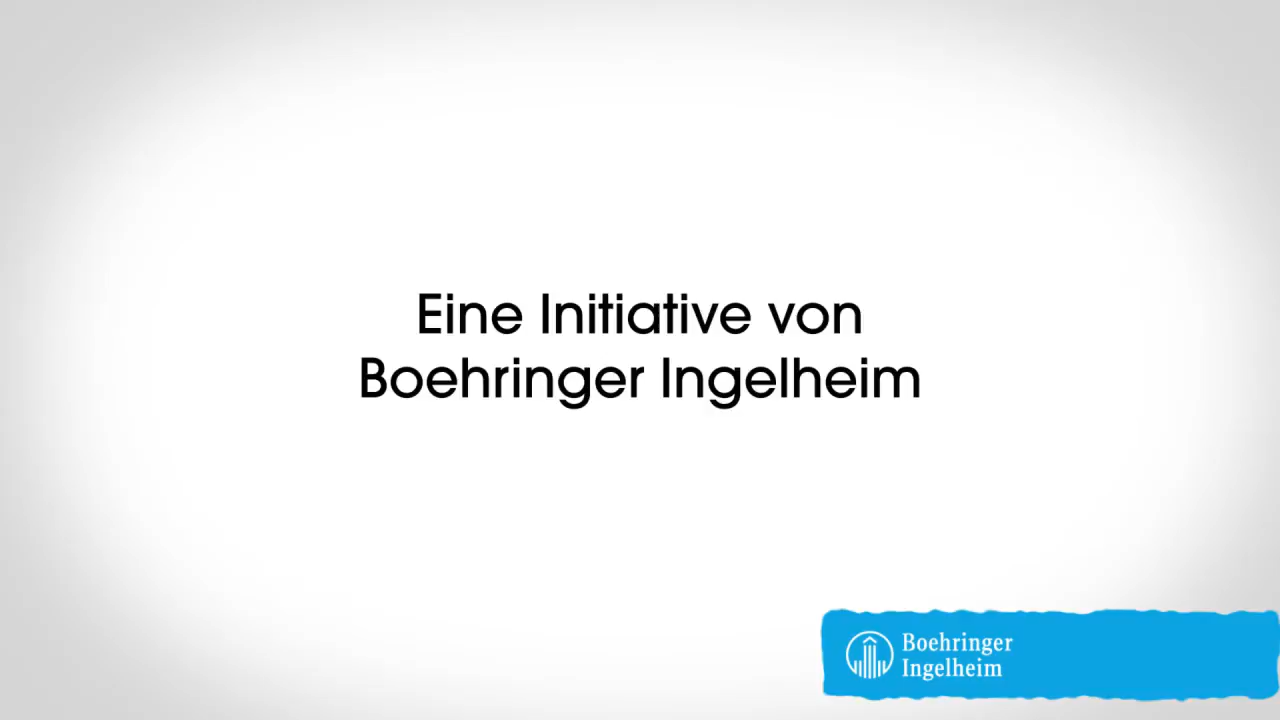 Eine Initiative von
Boehringer Ingelheim
Boehringer
Ingelheim